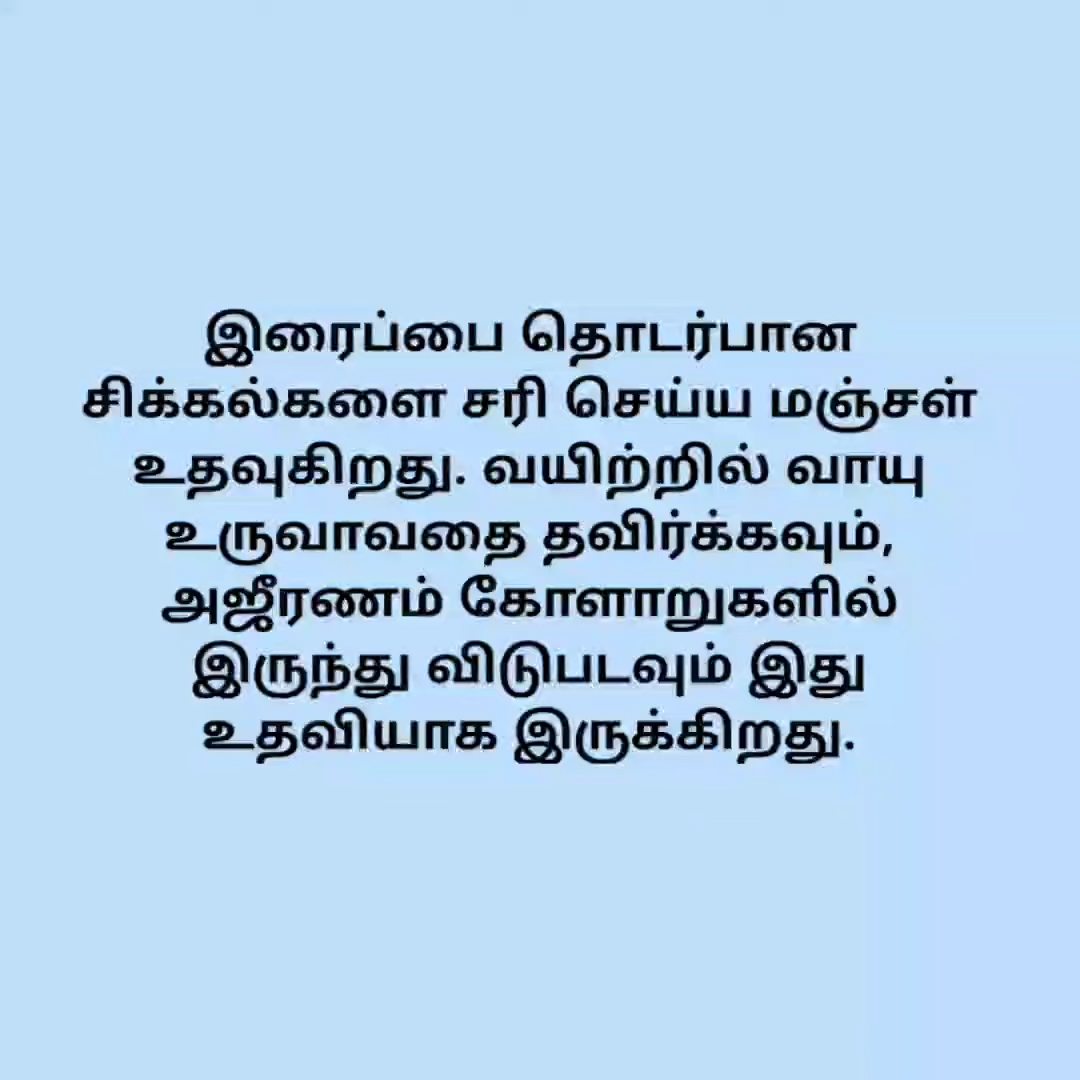 இரைப்பை தொடர்பான
சிக்கல்களை சரி செய்ய மஞ்சள்
உதவுகிறது. வயிற்றில் வாயு
உருவாவதை தவிர்க்கவும்,
அஜீரணம் கோளாறுகளில்
இருந்து விடுபடவும் இது
உதவியாக இருக்கிறது.